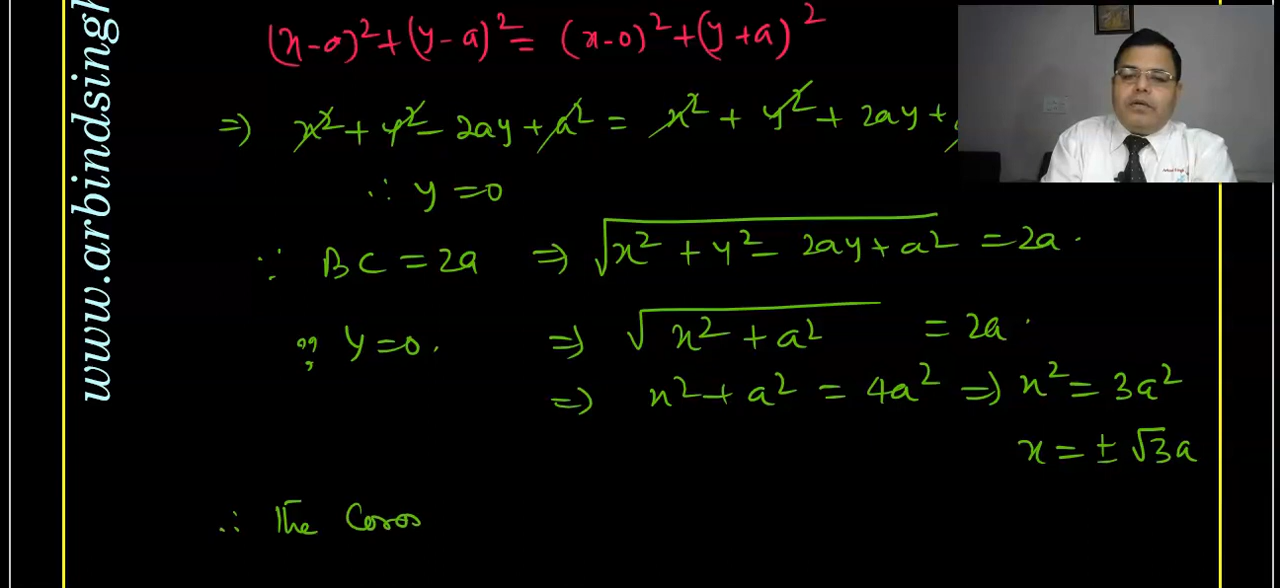 www.arbindsingh
(x-0)²+(y-a)²= (x-0)²+(y+a)²
=) x²+y²-2ay+a² = x²+y²+2ay+
∴ y=0
∵ BC=2a => √x²+y²-2ay+a² =2a.
∵ y=0. => √x²+a² =2a.
=) x²+a² = 4a² => x²=3a²
x=±√3a
∴ The Coros